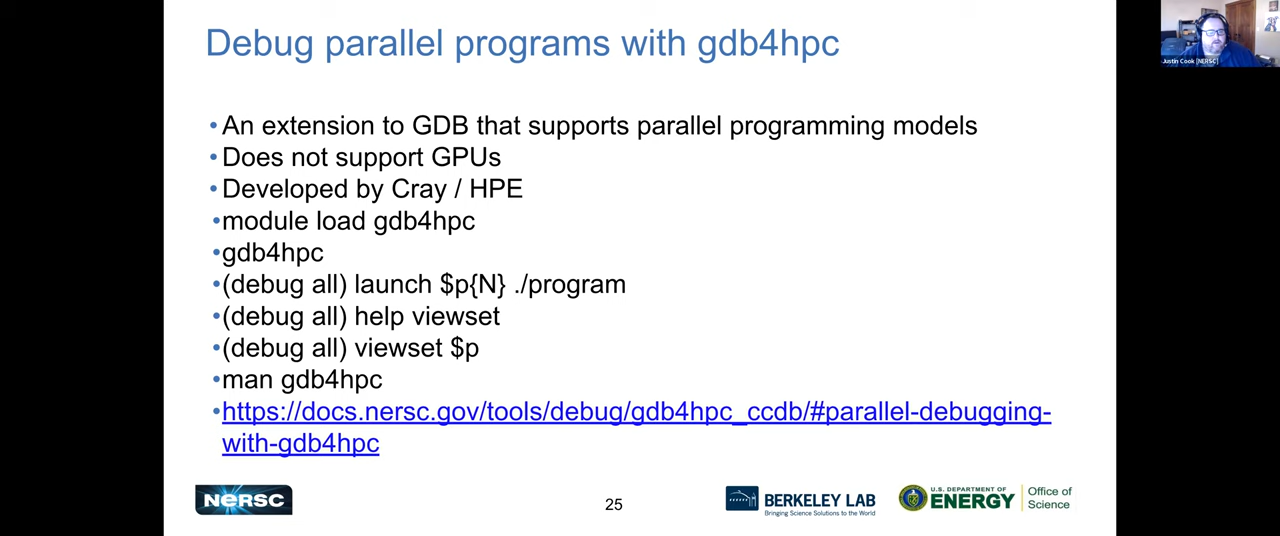 Debug parallel programs with gdb4hpc
Justin Cook [NERSC]
•An extension to GDB that supports parallel programming models
•Does not support GPUs
•Developed by Cray / HPE
•module load gdb4hpc
•gdb4hpc
•(debug all) launch $p{N} ./program
•(debug all) help viewset
•(debug all) viewset $p
•man gdb4hpc
•https://docs.nersc.gov/tools/debug/gdb4hpc_ccdb/#parallel-debugging-
with-gdb4hpc
NERSC
25
BERKELEY LAB
Bringing Science Solutions to the World
U.S. DEPARTMENT OF
ENERGY
Office of
Science